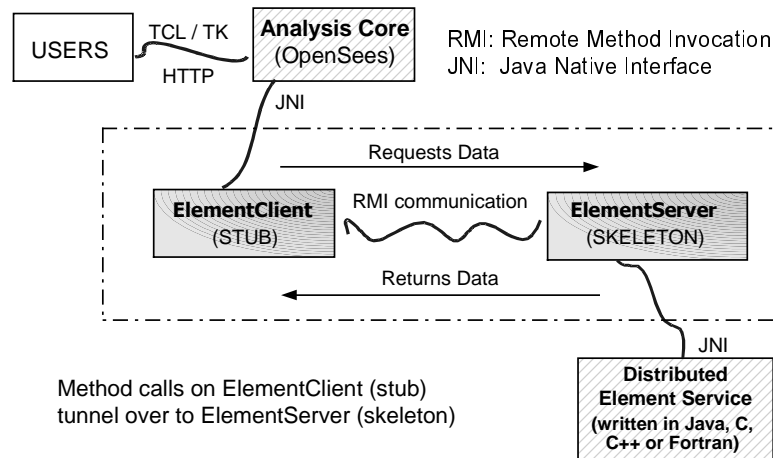 USERS
TCL / TK
HTTP
Analysis Core
(OpenSees)
RMI: Remote Method Invocation
JNI: Java Native Interface
JNI
Requests Data
ElementClient
(STUB)
RMI communication
ElementServer
(SKELETON)
Returns Data
JNI
Method calls on ElementClient (stub)
tunnel over to ElementServer (skeleton)
Distributed
Element Service
(written in Java, C,
C++ or Fortran)